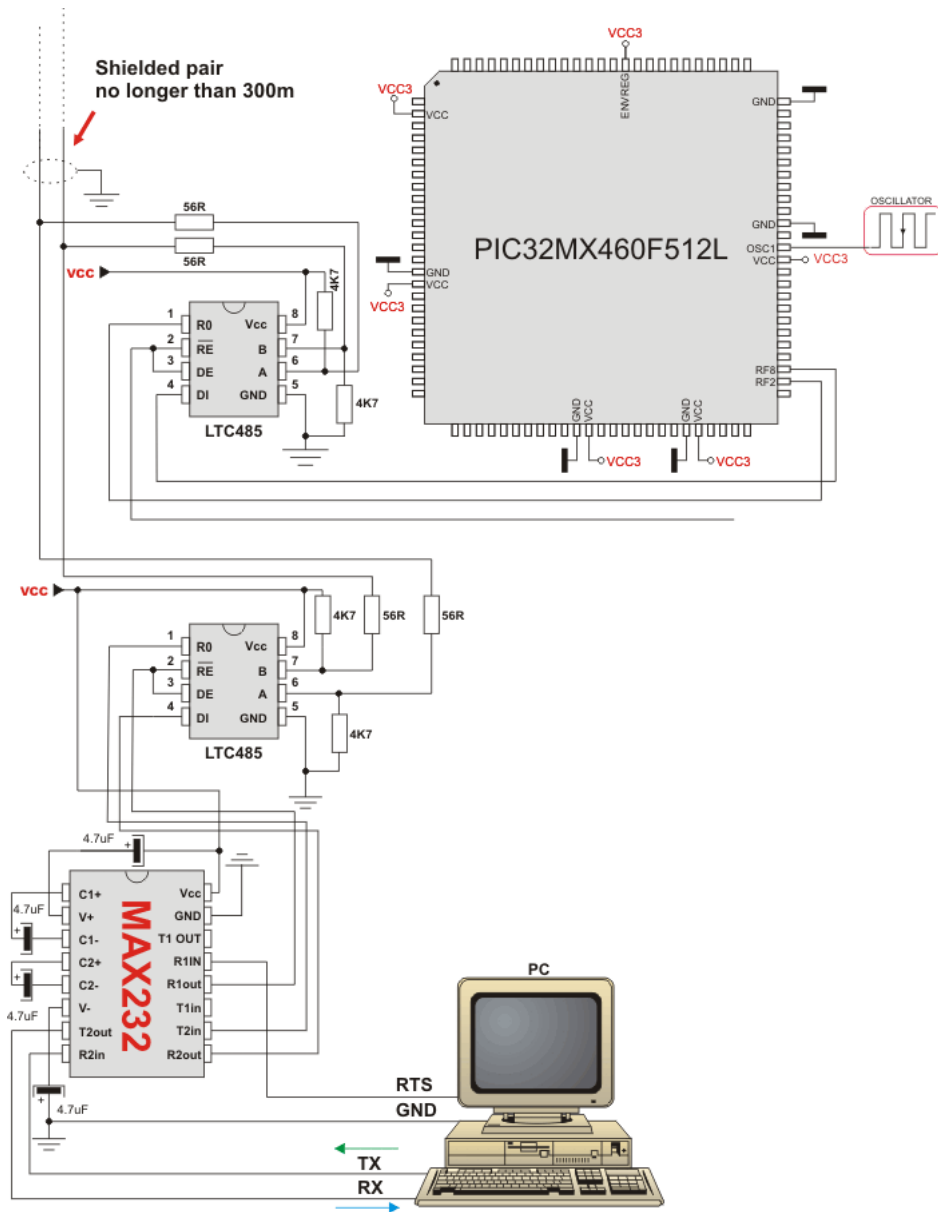 Shielded pair
no longer than 300m
VCC3
ENVREG
VCC3
VCC
GND
OSCILLATOR
GND
OSC1
VCC
VCC3
PIC32MX460F512L
GND
VCC
VCC3
RF8
RF2
GND
VCC
VCC3
GND
VCC
VCC3
56R
56R
vcc
4K7
1 R0 Vcc 8
2 RE B 7
3 DE A 6
4 DI GND 5
4K7
LTC485
vcc
4K7 56R 56R
1 R0 Vcc 8
2 RE B 7
3 DE A 6
4 DI GND 5
4K7
LTC485
4.7uF
+
4.7uF
+
+
4.7uF
+
4.7uF
C1+ Vcc
V+ GND
C1- T1 OUT
C2+ R1IN
C2- R1out
V- T1in
T2out T2in
R2in R2out
MAX232
PC
RTS
GND
TX
RX